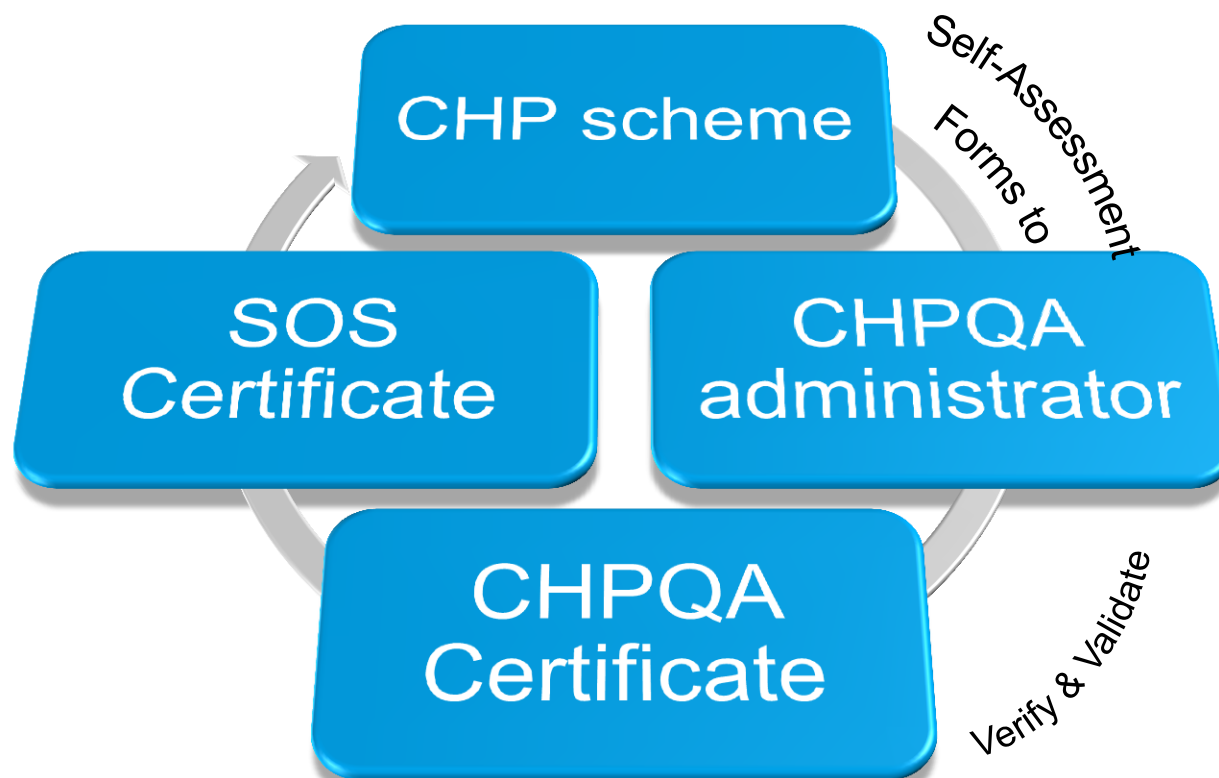 CHP scheme
Self-Assessment
Forms to
SOS
Certificate
CHPQA
administrator
CHPQA
Certificate
Verify & Validate